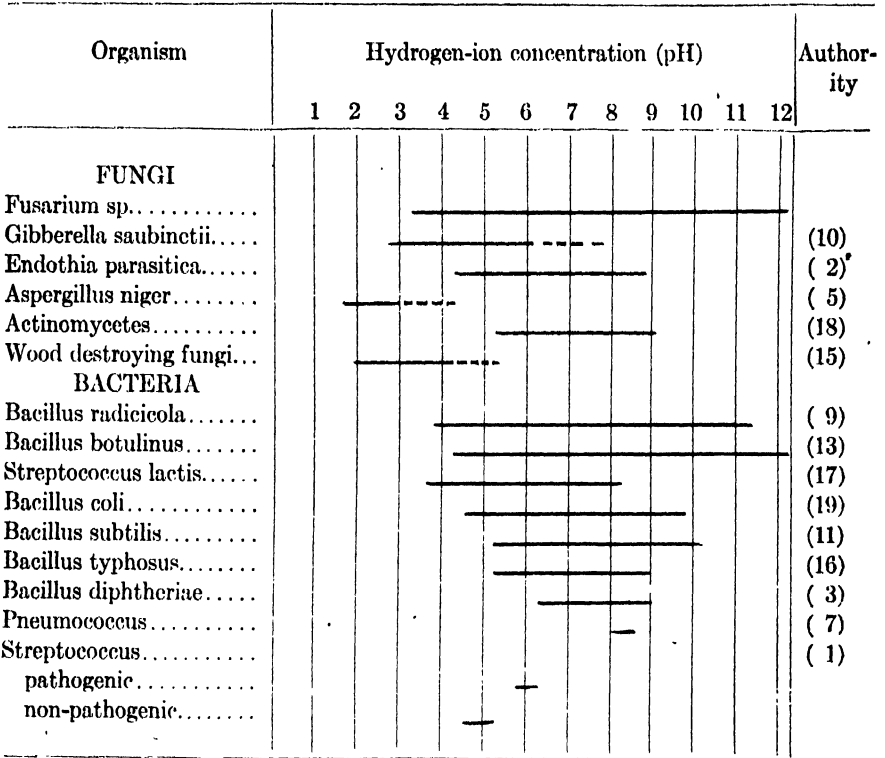 Organism Hydrogen-ion concentration (pH) Author-
ity
1 2 3 4 5 6 7 8 9 10 11 12
FUNGI
Fusarium sp.............
Gibberella saubinctii..... (10)
Endothia parasitica...... ( 2)
Aspergillus niger........ ( 5)
Actinomycetes.......... (18)
Wood destroying fungi... (15)
BACTERIA
Bacillus radicicola....... ( 9)
Bacillus botulinus....... (13)
Streptococcus lactis...... (17)
Bacillus coli............ (19)
Bacillus subtilis......... (11)
Bacillus typhosus........ (16)
Bacillus diphtheriae..... ( 3)
Pneumococcus.......... ( 7)
Streptococcus........... ( 1)
pathogenic...........
non-pathogenic........